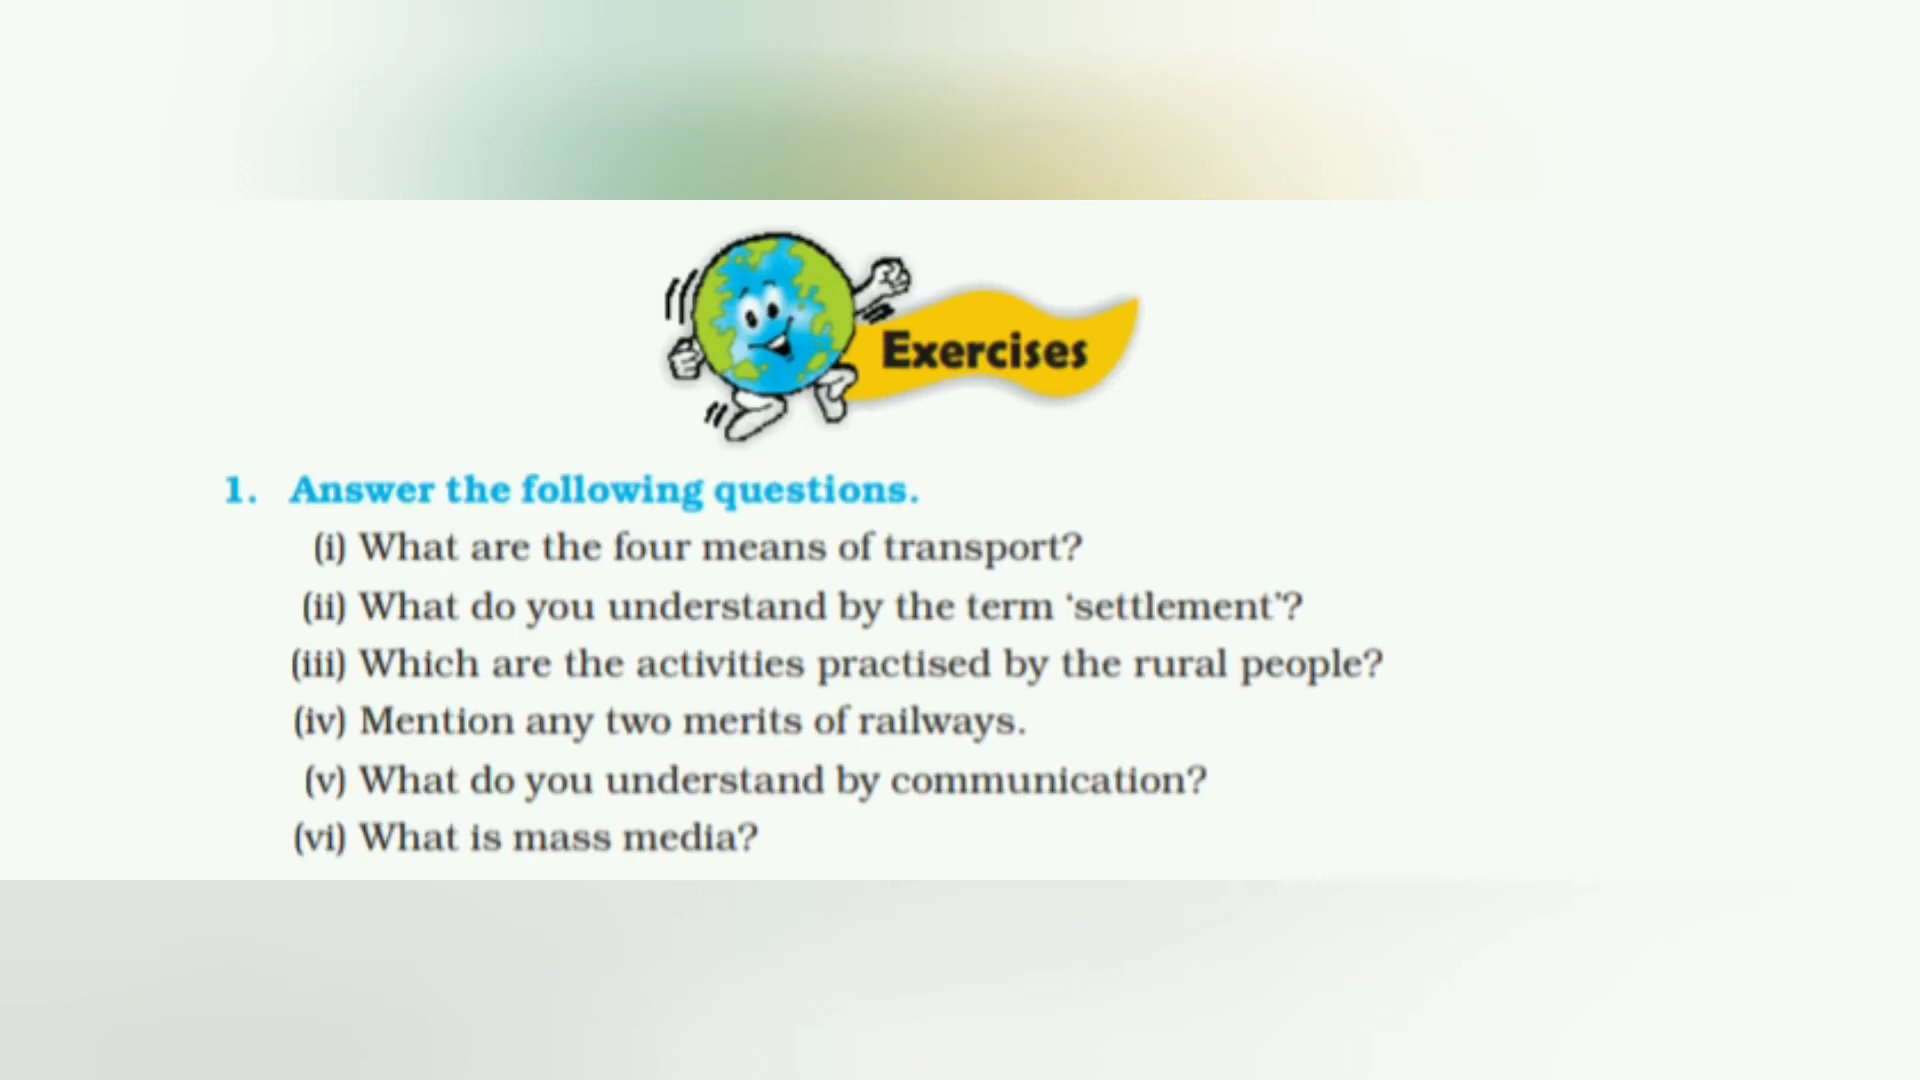 Exercises
1. Answer the following questions.
(i) What are the four means of transport?
(ii) What do you understand by the term ‘settlement’?
(iii) Which are the activities practised by the rural people?
(iv) Mention any two merits of railways.
(v) What do you understand by communication?
(vi) What is mass media?